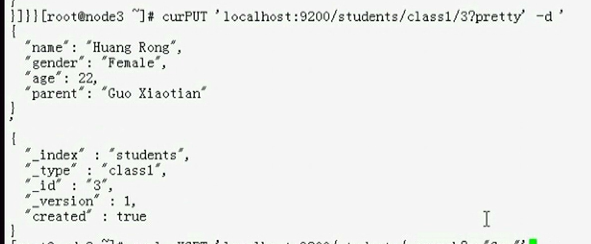 }]}}[root@node3 ~]# curPUT 'localhost:9200/students/class1/3?pretty' -d '
{
  "name": "Huang Rong",
  "gender": "Female",
  "age": 22,
  "parent": "Guo Xiaotian"
}
'
{
  "_index" : "students",
  "_type" : "class1",
  "_id" : "3",
  "_version" : 1,
  "created" : true
}